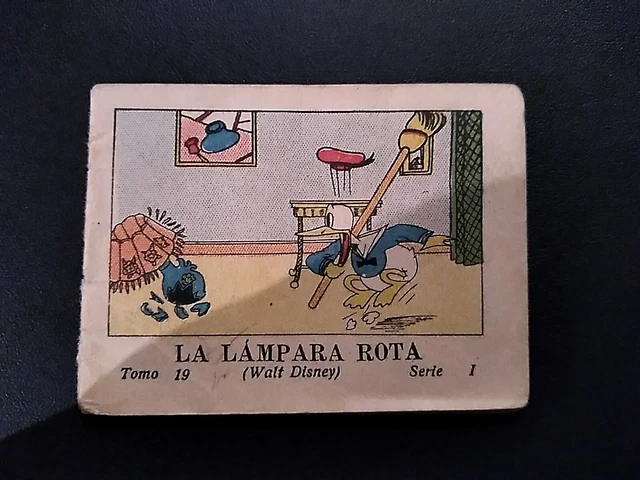 LA LÁMPARA ROTA
Tomo 19 (Walt Disney) Serie I